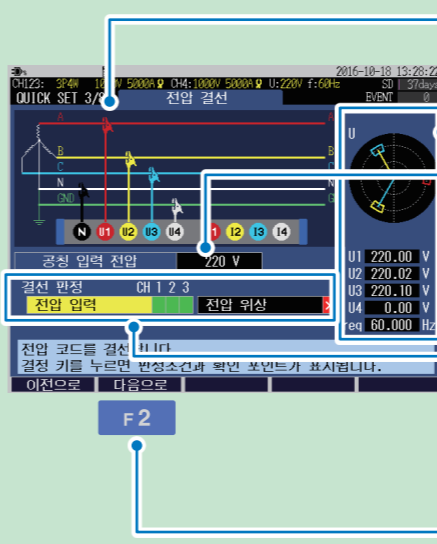 2016-10-18 13:28:22
CH123: 3P4W 5000A CH4:1000V 5000A U:220V f:60Hz SD 37days
QUICK SET 3/8 전압 결선 EVENT 0
A A
B B
C
N N
GND G
U
N U1 U2 U3 U4 1 I2 I3 I4
공칭 입력 전압 220 V
U1 220.00 V
U2 220.02 V
U3 220.10 V
U4 0.00 V
req 60.000 Hz
결선 판정 CH 1 2 3
전압 입력 전압 위상
전압 코드를
결정 키를 누르면 판정조건과 확인 포인트가 표시됩니다.
이전으로 다음으로
F2